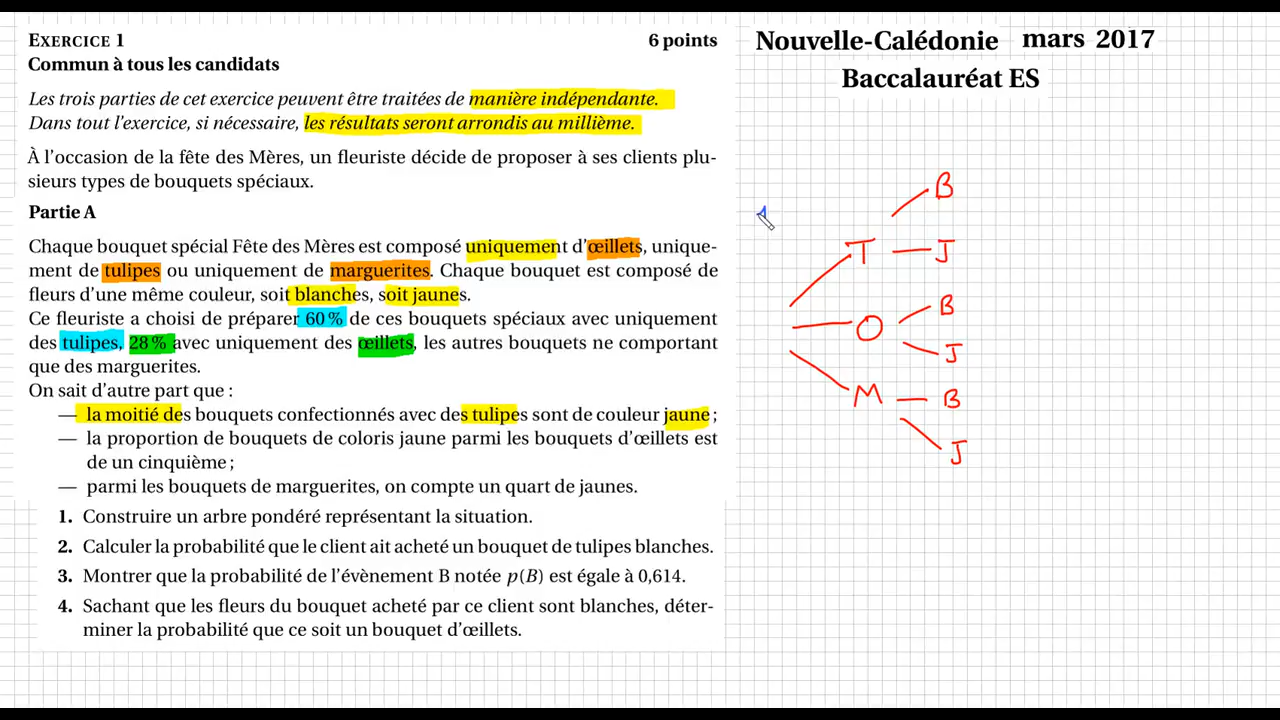 EXERCICE 1 6 points
Commun à tous les candidats
Les trois parties de cet exercice peuvent être traitées de manière indépendante.
Dans tout l'exercice, si nécessaire, les résultats seront arrondis au millième.
À l'occasion de la fête des Mères, un fleuriste décide de proposer à ses clients plu-
sieurs types de bouquets spéciaux.
Partie A
Chaque bouquet spécial Fête des Mères est composé uniquement d'œillets, unique-
ment de tulipes ou uniquement de marguerites. Chaque bouquet est composé de
fleurs d'une même couleur, soit blanches, soit jaunes.
Ce fleuriste a choisi de préparer 60 % de ces bouquets spéciaux avec uniquement
des tulipes, 28 % avec uniquement des œillets, les autres bouquets ne comportant
que des marguerites.
On sait d'autre part que :
— la moitié des bouquets confectionnés avec des tulipes sont de couleur jaune ;
— la proportion de bouquets de coloris jaune parmi les bouquets d'œillets est
de un cinquième ;
— parmi les bouquets de marguerites, on compte un quart de jaunes.
1. Construire un arbre pondéré représentant la situation.
2. Calculer la probabilité que le client ait acheté un bouquet de tulipes blanches.
3. Montrer que la probabilité de l'évènement B notée p(B) est égale à 0,614.
4. Sachant que les fleurs du bouquet acheté par ce client sont blanches, déter-
miner la probabilité que ce soit un bouquet d'œillets.
Nouvelle-Calédonie mars 2017
Baccalauréat ES
B
T J
B
O
J
M B
J